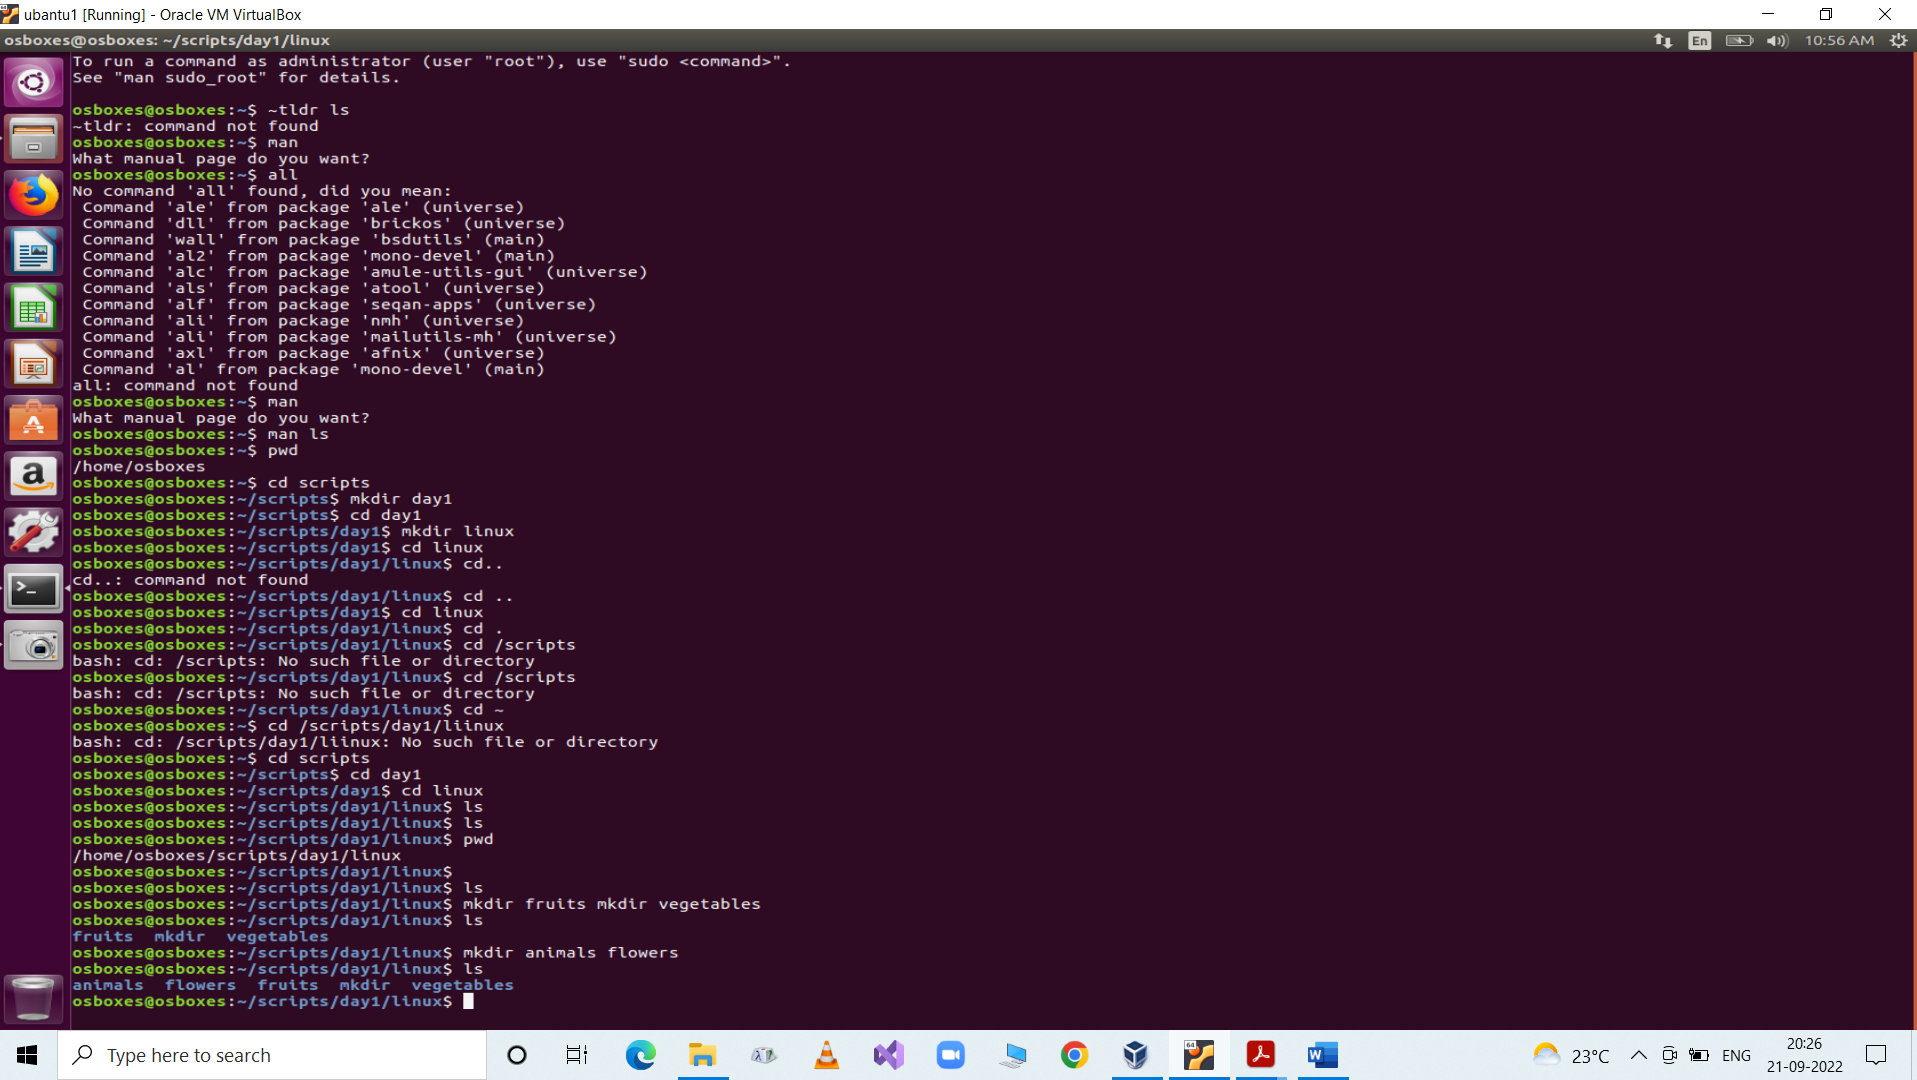 ubantu1 [Running] - Oracle VM VirtualBox
osboxes@osboxes: ~/scripts/day1/linux
En
10:56 AM
To run a command as administrator (user "root"), use "sudo <command>".
See "man sudo_root" for details.
osboxes@osboxes:~$ ~tldr ls
~tldr: command not found
osboxes@osboxes:~$ man
What manual page do you want?
osboxes@osboxes:~$ all
No command 'all' found, did you mean:
 Command 'ale' from package 'ale' (universe)
 Command 'dll' from package 'brickos' (universe)
 Command 'wall' from package 'bsdutils' (main)
 Command 'al2' from package 'mono-devel' (main)
 Command 'alc' from package 'amule-utils-gui' (universe)
 Command 'als' from package 'atool' (universe)
 Command 'alf' from package 'seqan-apps' (universe)
 Command 'ali' from package 'nmh' (universe)
 Command 'ali' from package 'mailutils-mh' (universe)
 Command 'axl' from package 'afnix' (universe)
 Command 'al' from package 'mono-devel' (main)
all: command not found
osboxes@osboxes:~$ man
What manual page do you want?
osboxes@osboxes:~$ man ls
osboxes@osboxes:~$ pwd
/home/osboxes
osboxes@osboxes:~$ cd scripts
osboxes@osboxes:~/scripts$ mkdir day1
osboxes@osboxes:~/scripts$ cd day1
osboxes@osboxes:~/scripts/day1$ mkdir linux
osboxes@osboxes:~/scripts/day1$ cd linux
osboxes@osboxes:~/scripts/day1/linux$ cd..
cd..: command not found
osboxes@osboxes:~/scripts/day1/linux$ cd ..
osboxes@osboxes:~/scripts/day1$ cd linux
osboxes@osboxes:~/scripts/day1/linux$ cd .
osboxes@osboxes:~/scripts/day1/linux$ cd /scripts
bash: cd: /scripts: No such file or directory
osboxes@osboxes:~/scripts/day1/linux$ cd /scripts
bash: cd: /scripts: No such file or directory
osboxes@osboxes:~/scripts/day1/linux$ cd ~
osboxes@osboxes:~$ cd /scripts/day1/liinux
bash: cd: /scripts/day1/liinux: No such file or directory
osboxes@osboxes:~$ cd scripts
osboxes@osboxes:~/scripts$ cd day1
osboxes@osboxes:~/scripts/day1$ cd linux
osboxes@osboxes:~/scripts/day1/linux$ ls
osboxes@osboxes:~/scripts/day1/linux$ ls
osboxes@osboxes:~/scripts/day1/linux$ pwd
/home/osboxes/scripts/day1/linux
osboxes@osboxes:~/scripts/day1/linux$
osboxes@osboxes:~/scripts/day1/linux$ ls
osboxes@osboxes:~/scripts/day1/linux$ mkdir fruits mkdir vegetables
osboxes@osboxes:~/scripts/day1/linux$ ls
fruits  mkdir  vegetables
osboxes@osboxes:~/scripts/day1/linux$ mkdir animals flowers
osboxes@osboxes:~/scripts/day1/linux$ ls
animals  flowers  fruits  mkdir  vegetables
osboxes@osboxes:~/scripts/day1/linux$
Type here to search
23°C
ENG
20:26
21-09-2022